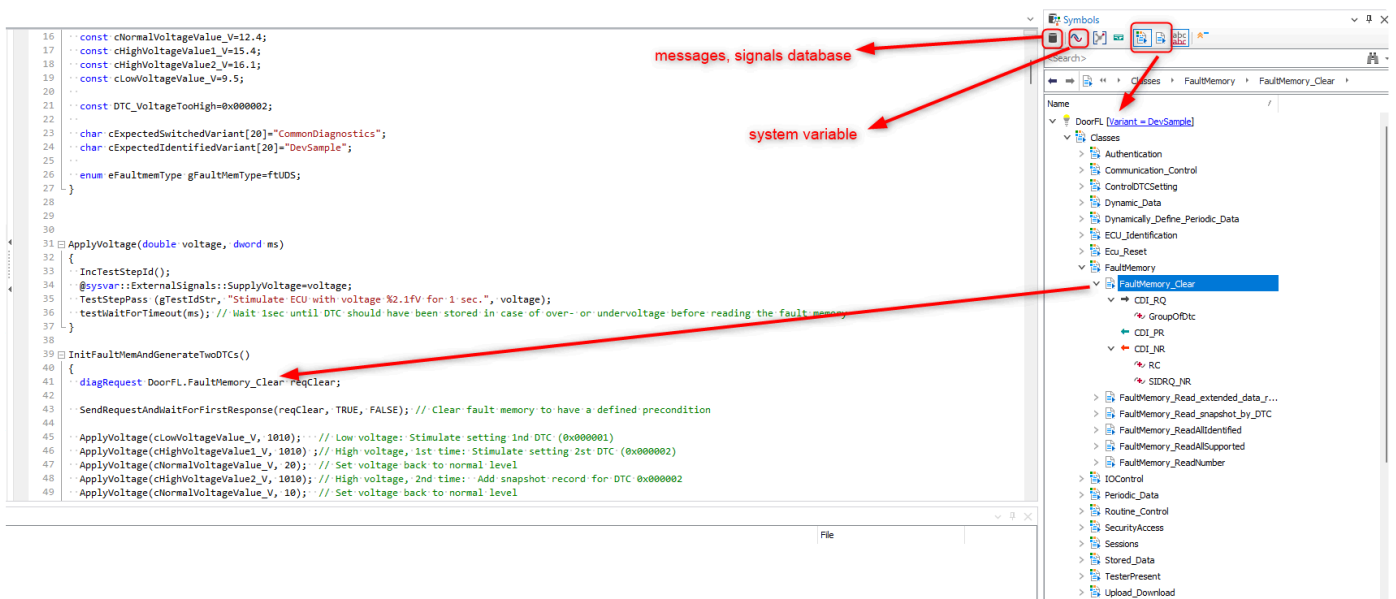 Symbols
messages, signals database
<Search>
Classes FaultMemory FaultMemory_Clear
Name
system variable
16 const cNormalVoltageValue_V=12.4;
17 const cHighVoltageValue1_V=15.4;
18 const cHighVoltageValue2_V=16.1;
19 const cLowVoltageValue_V=9.5;
20
21 const DTC_VoltageTooHigh=0x000002;
22
23 char cExpectedSwitchedVariant[20]="CommonDiagnostics";
24 char cExpectedIdentifiedVariant[20]="DevSample";
25
26 enum eFaultmemType gFaultMemType=ftUDS;
27 }
28
29
30
31 ApplyVoltage(double voltage, dword ms)
32 {
33 IncTestStepId();
34 @sysvar::ExternalSignals::SupplyVoltage=voltage;
35 TestStepPass (gTestIdStr, "Stimulate ECU with voltage %2.1fV for 1 sec.", voltage);
36 testWaitForTimeout(ms); // Wait 1sec until DTC should have been stored in case of over- or undervoltage before reading the fault memory
37 }
38
39 InitFaultMemAndGenerateTwoDTCs()
40 {
41 diagRequest DoorFL.FaultMemory_Clear reqClear;
42
43 SendRequestAndWaitForFirstResponse(reqClear, TRUE, FALSE); // Clear fault memory to have a defined precondition
44
45 ApplyVoltage(cLowVoltageValue_V, 1010); // Low voltage: Stimulate setting 1nd DTC (0x000001)
46 ApplyVoltage(cHighVoltageValue1_V, 1010) ;// High voltage, 1st time: Stimulate setting 2st DTC (0x000002)
47 ApplyVoltage(cNormalVoltageValue_V, 20); // Set voltage back to normal level
48 ApplyVoltage(cHighVoltageValue2_V, 1010); // High voltage, 2nd time: Add snapshot record for DTC 0x000002
49 ApplyVoltage(cNormalVoltageValue_V, 10); // Set voltage back to normal level
File
DoorFL [Variant = DevSample]
Classes
Authentication
Communication_Control
ControlDTCSetting
Dynamic_Data
Dynamically_Define_Periodic_Data
ECU_Identification
Ecu_Reset
FaultMemory
FaultMemory_Clear
CDI_RQ
GroupOfDtc
CDI_PR
CDI_NR
RC
SIDRQ_NR
FaultMemory_Read_extended_data_r...
FaultMemory_Read_snapshot_by_DTC
FaultMemory_ReadAllIdentified
FaultMemory_ReadAllSupported
FaultMemory_ReadNumber
IOControl
Periodic_Data
Routine_Control
SecurityAccess
Sessions
Stored_Data
TesterPresent
Upload_Download